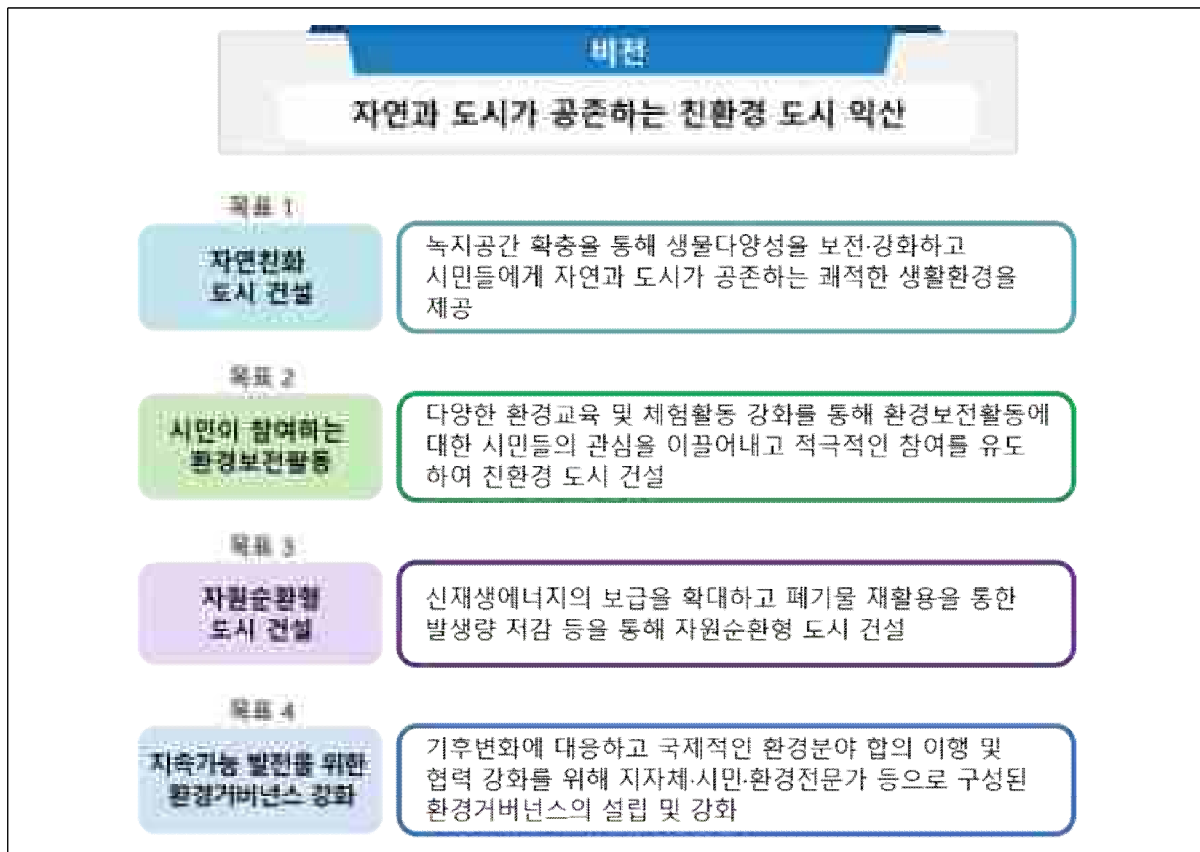 비전
자연과 도시가 공존하는 친환경 도시 익산
목표 1
자연친화
도시 건설
녹지공간 확충을 통해 생물다양성을 보전·강화하고
시민들에게 자연과 도시가 공존하는 쾌적한 생활환경을
제공
목표 2
시민이 참여하는
환경보전활동
다양한 환경교육 및 체험활동 강화를 통해 환경보전활동에
대한 시민들의 관심을 이끌어내고 적극적인 참여를 유도
하여 친환경 도시 건설
목표 3
자원순환형
도시 건설
신재생에너지의 보급을 확대하고 폐기물 재활용을 통한
발생량 저감 등을 통해 자원순환형 도시 건설
목표 4
지속가능 발전을 위한
환경거버넌스 강화
기후변화에 대응하고 국제적인 환경분야 합의 이행 및
협력 강화를 위해 지자체·시민·환경전문가 등으로 구성된
환경거버넌스의 설립 및 강화